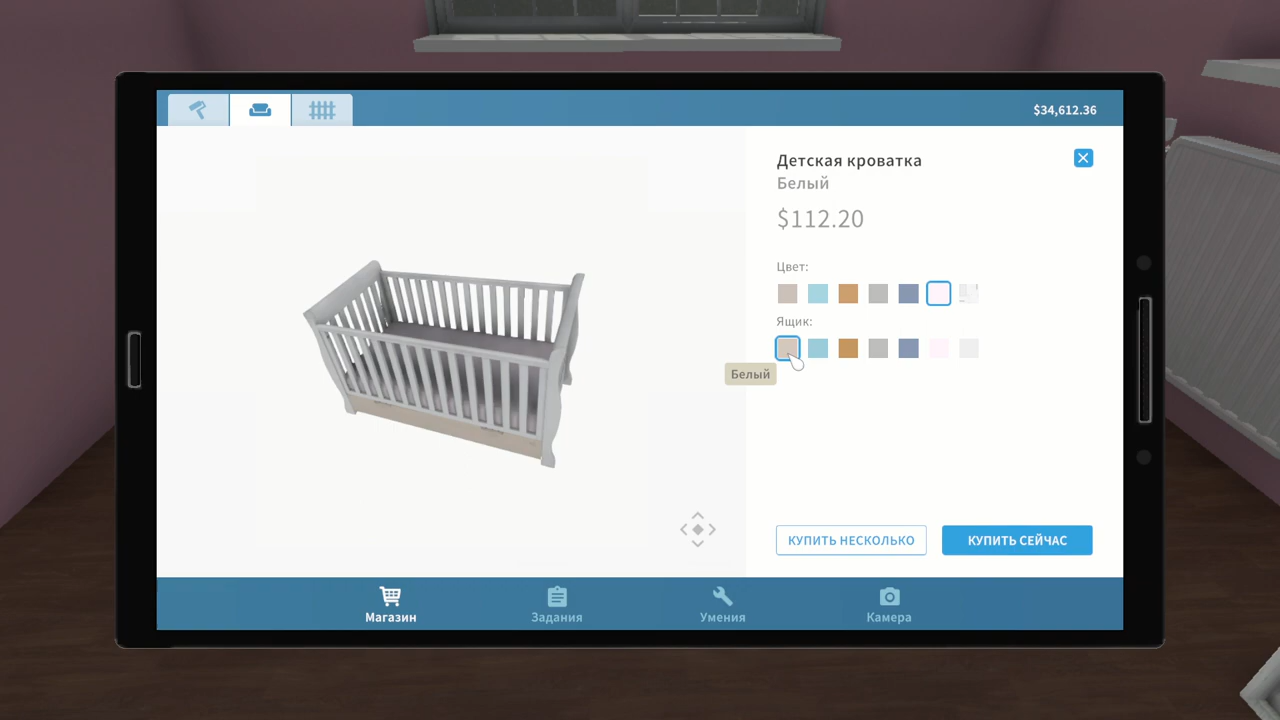 $34,612.36
Детская кроватка
Белый
$112.20
Цвет:
Ящик:
Белый
КУПИТЬ НЕСКОЛЬКО
КУПИТЬ СЕЙЧАС
Магазин
Задания
Умения
Камера